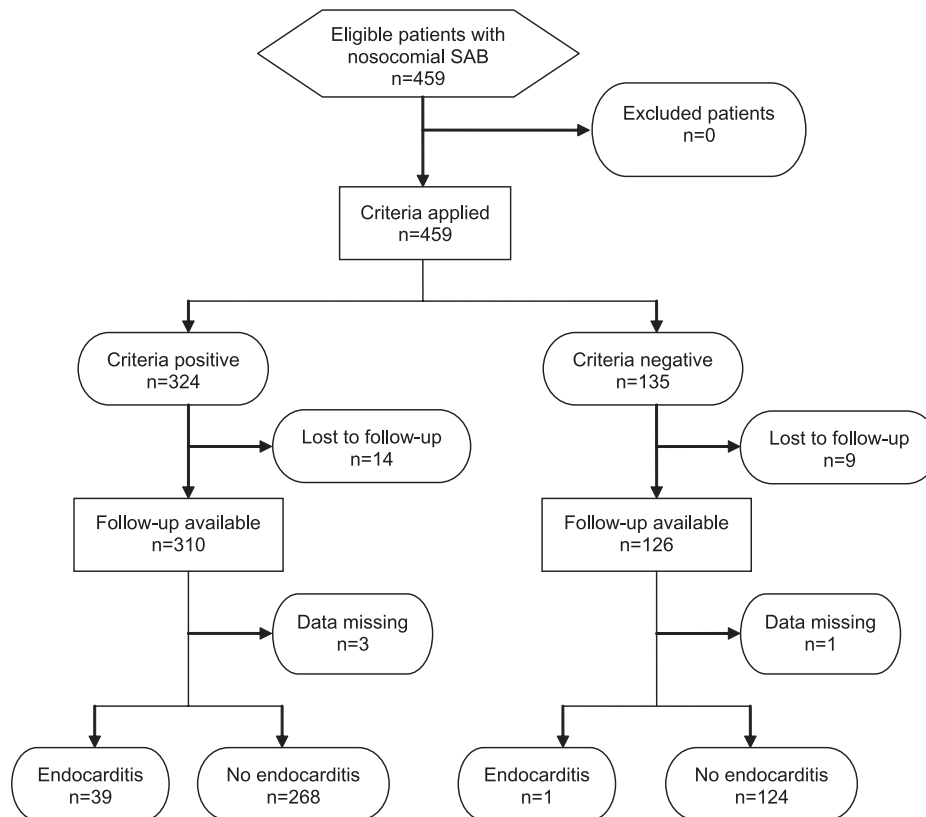 Eligible patients with
nosocomial SAB
n=459
Excluded patients
n=0
Criteria applied
n=459
Criteria positive
n=324
Criteria negative
n=135
Lost to follow-up
n=14
Lost to follow-up
n=9
Follow-up available
n=310
Follow-up available
n=126
Data missing
n=3
Data missing
n=1
Endocarditis
n=39
No endocarditis
n=268
Endocarditis
n=1
No endocarditis
n=124